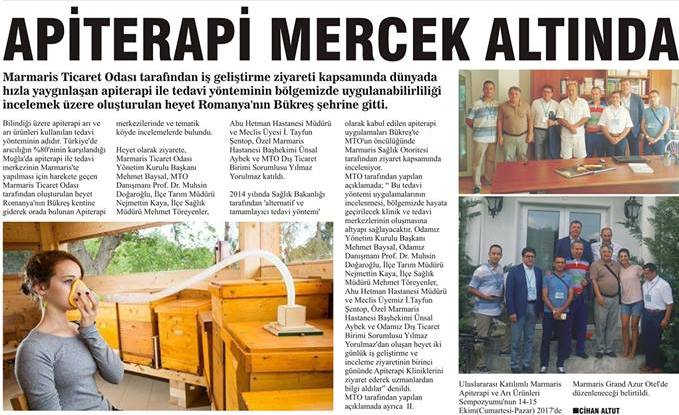 APİTERAPİ MERCEK ALTINDA
Marmaris Ticaret Odası tarafından iş geliştirme ziyareti kapsamında dünyada
hızla yaygınlaşan apiterapi ile tedavi yönteminin bölgemizde uygulanabilirliliği
incelemek üzere oluşturulan heyet Romanya'nın Bükreş şehrine gitti.
Bilindiği üzere apiterapi arı ve
arı ürünleri kullanılan tedavi
yönteminin adıdır. Türkiye'de
arıcılığın %80'ninin karşılandığı
Muğla'da apiterapi ile tedavi
merkezinin Marmaris'te
yapılması için harekete geçen
Marmaris Ticaret Odası
tarafından oluşturulan heyet
Romanya'nın Bükreş kentine
giderek orada bulunan Apiterapi
merkezilerinde ve tematik
köyde incelemelerde bulundu.
Heyet olarak ziyarete,
Marmaris Ticaret Odası
Yönetim Kurulu Başkanı
Mehmet Baysal, MTO
Danışmanı Prof. Dr. Muhsin
Doğaroğlu, İlçe Tarım Müdürü
Nejmettin Kaya, İlçe Sağlık
Müdürü Mehmet Töreyenler,
Ahu Hetman Hastanesi Müdürü
ve Meclis Üyesi İ. Tayfun
Şentop, Özel Marmaris
Hastanesi Başhekimi Ünsal
Aybek ve MTO Dış Ticaret
Birimi Sorumlusu Yılmaz
Yorulmaz katıldı.
2014 yılında Sağlık Bakanlığı
tarafından 'alternatif ve
tamamlayıcı tedavi yöntemi'
olarak kabul edilen apiterapi
uygulamaları Bükreş'te
MTO'nun öncülüğünde
Marmaris Sağlık Otoritesi
tarafından ziyaret kapsamında
inceleniyor.
MTO tarafından yapılan
açıklamada; " Bu tedavi
yöntemi uygulamalarının
incelenmesi, bölgemizde hayata
geçirilecek klinik ve tedavi
merkezlerinin oluşmasına
altyapı sağlayacaktır. Odamız
Yönetim Kurulu Başkanı
Mehmet Baysal, Odamız
Danışmanı Prof. Dr. Muhsin
Doğaroğlu, İlçe Tarım Müdürü
Nejmettin Kaya, İlçe Sağlık
Müdürü Mehmet Töreyenler,
Ahu Hetman Hastanesi Müdürü
ve Meclis Üyemiz İ.Tayfun
Şentop, Özel Marmaris
Hastanesi Başhekimi Ünsal
Aybek ve Odamız Dış Ticaret
Birimi Sorumlusu Yılmaz
Yorulmaz'dan oluşan heyet iki
günlük iş geliştirme ve
inceleme ziyaretinin birinci
gününde Apiterapi Kliniklerini
ziyaret ederek uzmanlardan
bilgi aldılar" denildi.
MTO tarafından yapılan
açıklamada ayrıca II.
Uluslararası Katılımlı Marmaris
Apiterapi ve Arı Ürünleri
Sempozyumu'nun 14-15
Ekim(Cumartesi-Pazar) 2017'de
Marmaris Grand Azur Otel'de
düzenleneceği belirtildi.
■CİHAN ALTUT